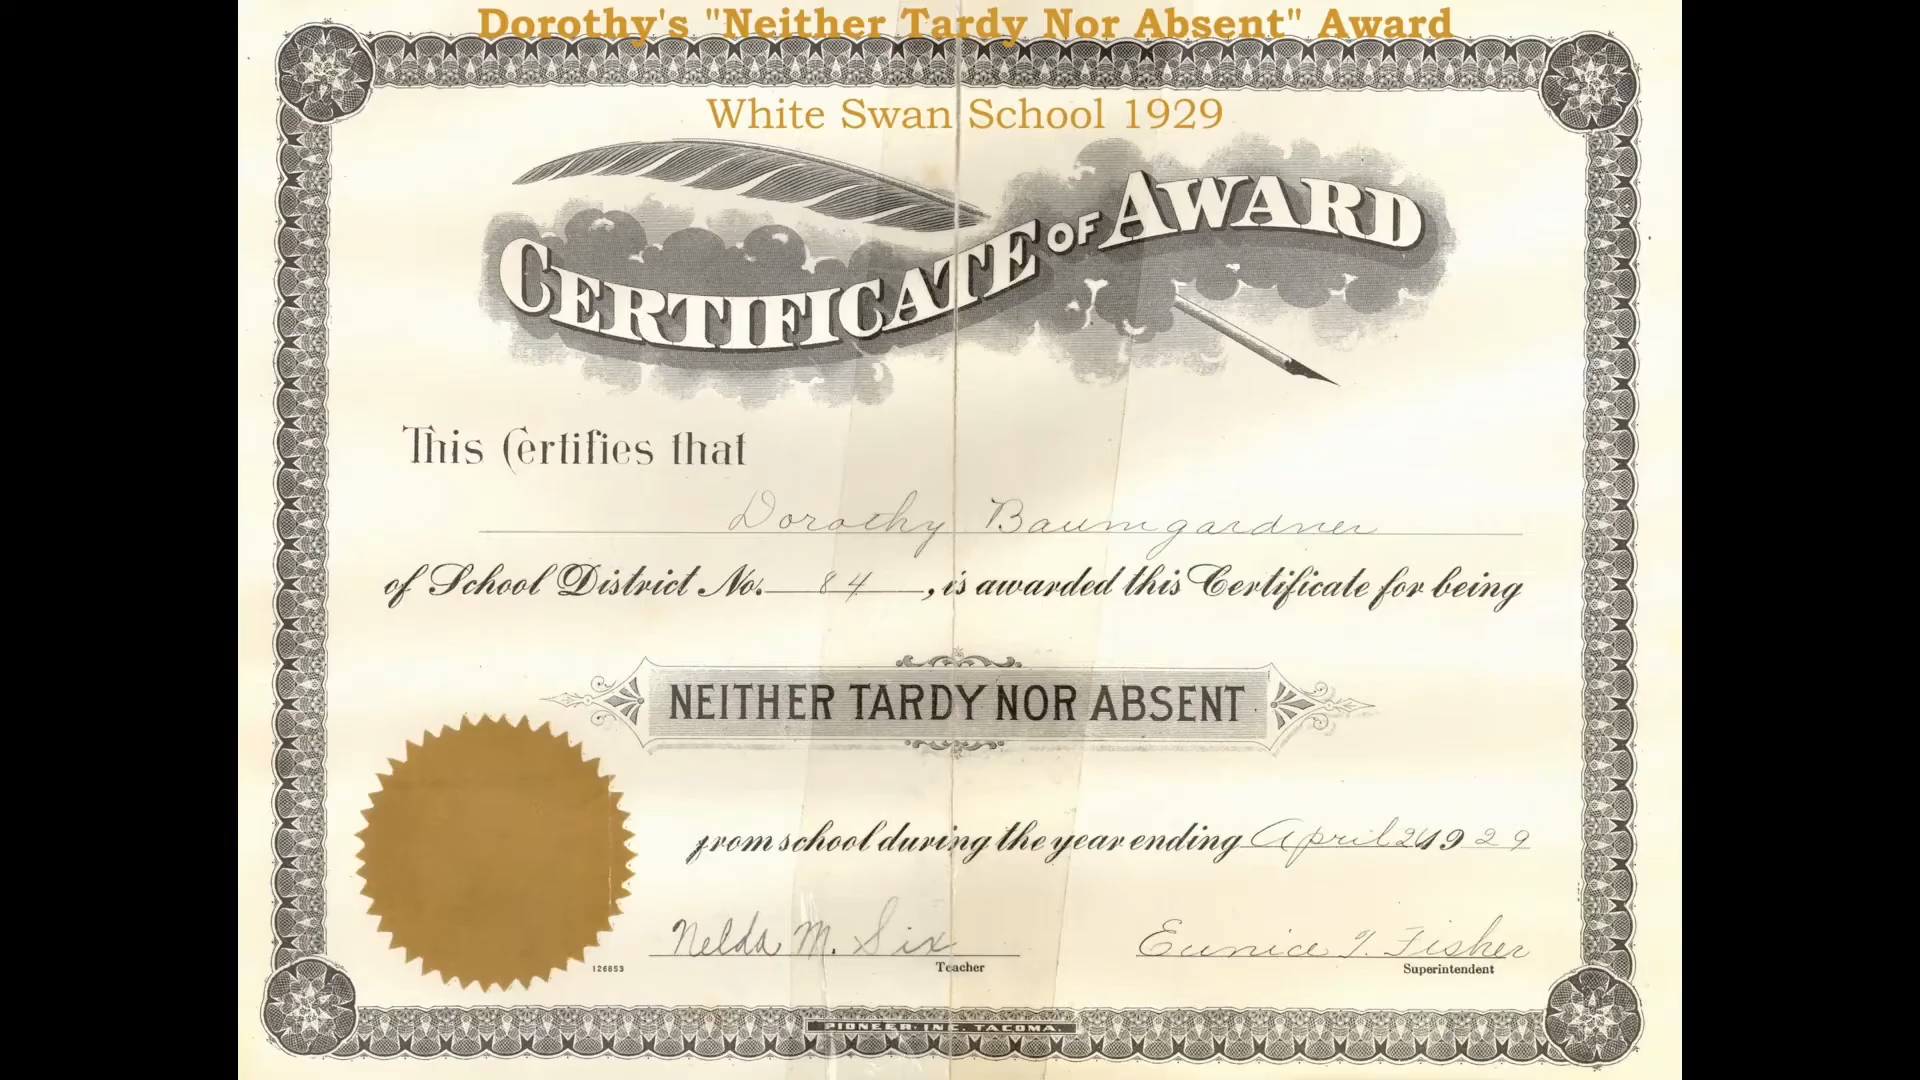 Dorothy's "Neither Tardy Nor Absent" Award
White Swan School 1929
CERTIFICATE OF AWARD
This Certifies that
Dorothy Baumgardner
of School District No. 84, is awarded this Certificate for being
NEITHER TARDY NOR ABSENT
from school during the year ending April 24 1929
Nelda M. Six Eunice I. Fisher
126853 Teacher Superintendent
PIONEER, INC. TACOMA.